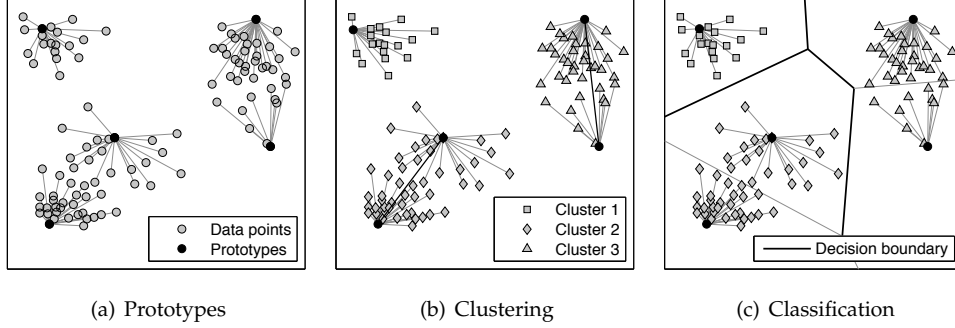 Data points
Prototypes
Cluster 1
Cluster 2
Cluster 3
Decision boundary
(a) Prototypes
(b) Clustering
(c) Classification